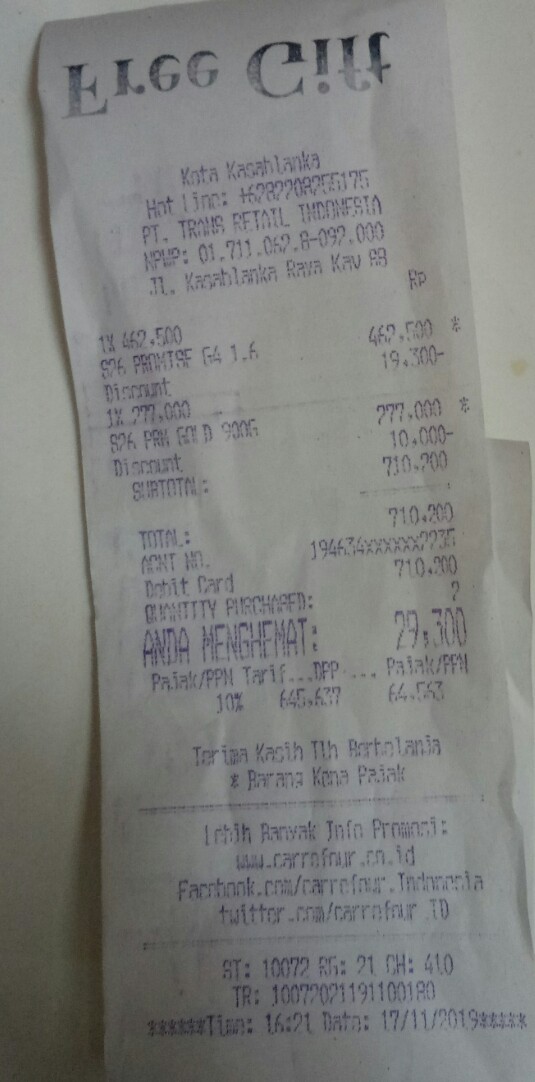 Free Gift
Kota Kasablanka
Hot Line: +6282208255175
PT. TRANS RETAIL INDONESIA
NPWP: 01.711.062.8-092.000
JL. Kasablanka Raya Kav 88
Rp
1X 462,500
S26 PROMISE G4 1.6 462,500 *
Discount 19,300-
1X 277,000
S26 PRM GOLD 900G 277,000 *
Discount 10,000-
SUBTOTAL: 710,200
TOTAL: 710,200
ACNT NO. 194634xxxxxx2235
Debit Card 710,200
QUANTITY PURCHASED: 2
ANDA MENGHEMAT: 29,300
Pajak/PPN Tarif...DPP.... Pajak/PPN
10% 645,637 64,563
Terima Kasih Tlh Berbelanja
* Barang Kena Pajak
Lebih Banyak Info Promosi:
www.carrefour.co.id
Facebook.com/carrefour.Indonesia
twitter.com/carrefour ID
ST: 10072 RG: 21 CH: 410
TR: 10072021191100180
******Time: 16:21 Date: 17/11/2019*****